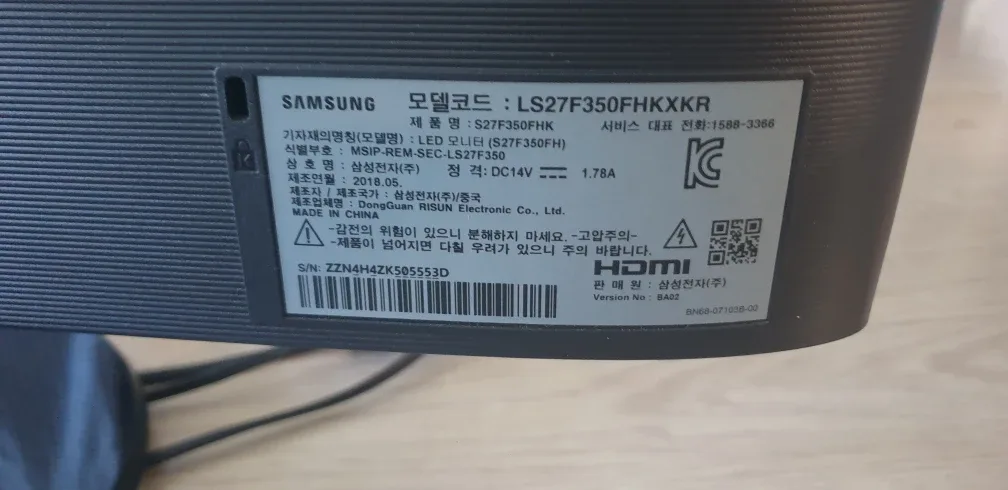 SAMSUNG 모델코드 : LS27F350FHKXKR
제 품 명 : S27F350FHK 서비스 대표 전화:1588-3366
기자재의명칭(모델명) : LED 모니터 (S27F350FH)
식별부호 : MSIP-REM-SEC-LS27F350
상 호 명 : 삼성전자(주) 정 격: DC14V 1.78A
제조연월 : 2018.05.
제조자 / 제조국가 : 삼성전자(주)/중국
제조업체명 : DongGuan RISUN Electronic Co., Ltd.
MADE IN CHINA
-감전의 위험이 있으니 분해하지 마세요. -고압주의-
-제품이 넘어지면 다칠 우려가 있으니 주의 바랍니다.
S/N: ZZN4H4ZK505553D
HDMI
판 매 원 : 삼성전자(주)
Version No : BA02
BN68-07105B-00